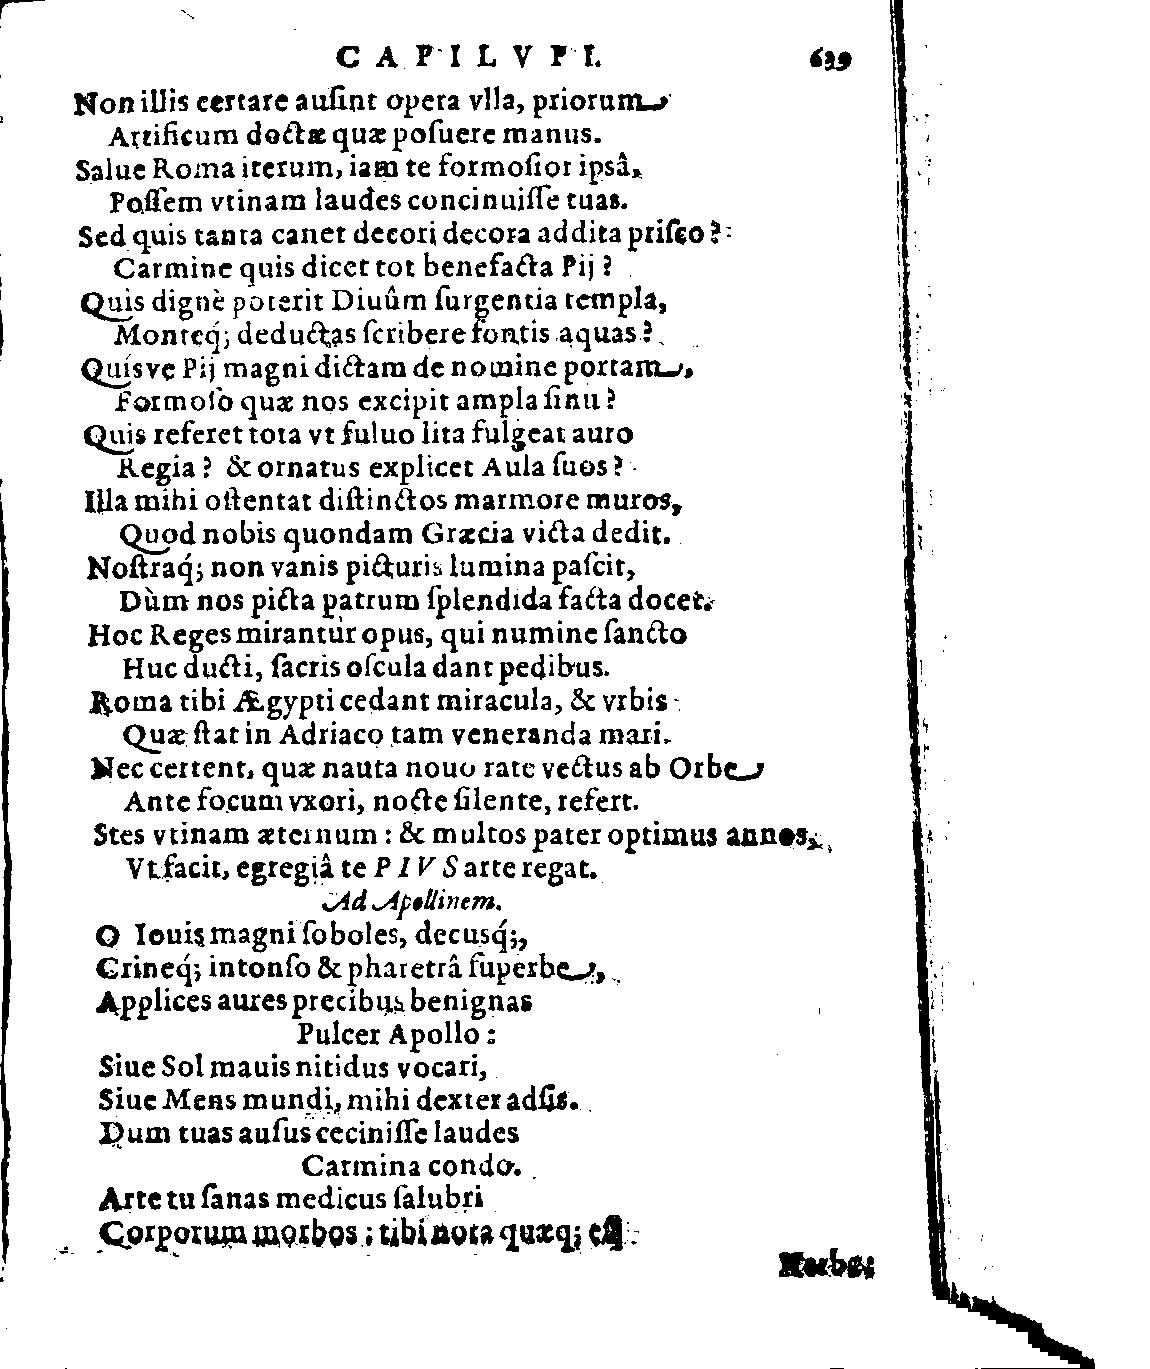 CAPILVPI. 639
Non illis certare ausint opera vlla, priorum
Artificum doctæ quæ posuere manus.
Salue Roma iterum, iam te formosior ipsâ,
Possem vtinam laudes concinuisse tuas.
Sed quis tanta canet decori decora addita prisco?
Carmine quis dicet tot benefacta Pij?
Quis dignè poterit Diuûm surgentia templa,
Monteq́; deductas scribere fontis aquas?
Quisve Pij magni dictam de nomine portam,
Formoso quæ nos excipit ampla sinu?
Quis referet tota vt fuluo lita fulgeat auro
Regia? & ornatus explicet Aula suos?
Illa mihi ostentat distinctos marmore muros,
Quod nobis quondam Græcia victa dedit.
Nostraq́; non vanis picturis lumina pascit,
Dùm nos picta patrum splendida facta docet.
Hoc Reges mirantur opus, qui numine sancto
Huc ducti, sacris oscula dant pedibus.
Roma tibi Ægypti cedant miracula, & vrbis
Quæ stat in Adriaco tam veneranda mari.
Nec certent, quæ nauta nouo rate vectus ab Orbe
Ante focum vxori, nocte silente, refert.
Stes vtinam æternum: & multos pater optimus annos,
Vt facit, egregiâ te PIVS arte regat.
Ad Apollinem.
O Iouis magni soboles, decusq́;,
Crineq́; intonso & pharetrâ superbe,
Applices aures precibus benignas
Pulcer Apollo:
Siue Sol mauis nitidus vocari,
Siue Mens mundi, mihi dexter adsis.
Dum tuas ausus cecinisse laudes
Carmina condo.
Arte tu sanas medicus salubri
Corporum morbos; tibi nota quæq; est